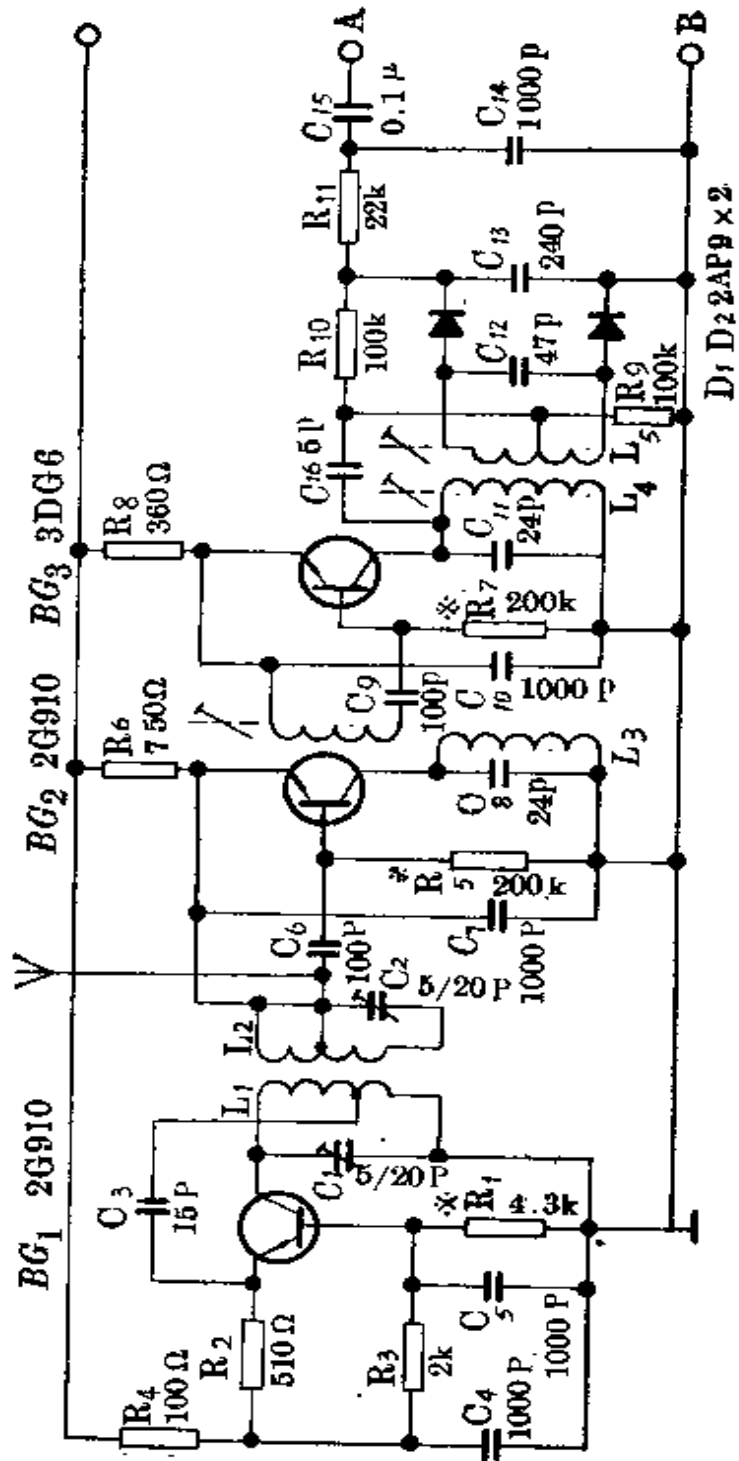 BG1 2G910
BG2 2G910
BG3 3DG6
R4
100Ω
C3
15P
R2
510Ω
R3
2k
C4
1000P
C5
1000P
※R1
4.3k
C1
5/20P
L1
L2
C2
5/20P
C6
100P
C7
1000P
R6
750Ω
※R5
200k
C8
24p
L3
C9
100p
C10
1000P
R8
360Ω
※R7
200k
C11
24p
L4
L5
C16 5P
R9
100k
R10
100k
C12
47p
C13
240p
R11
22k
C14
1000p
C15
0.1μ
A
B
D1 D2 2AP9×2